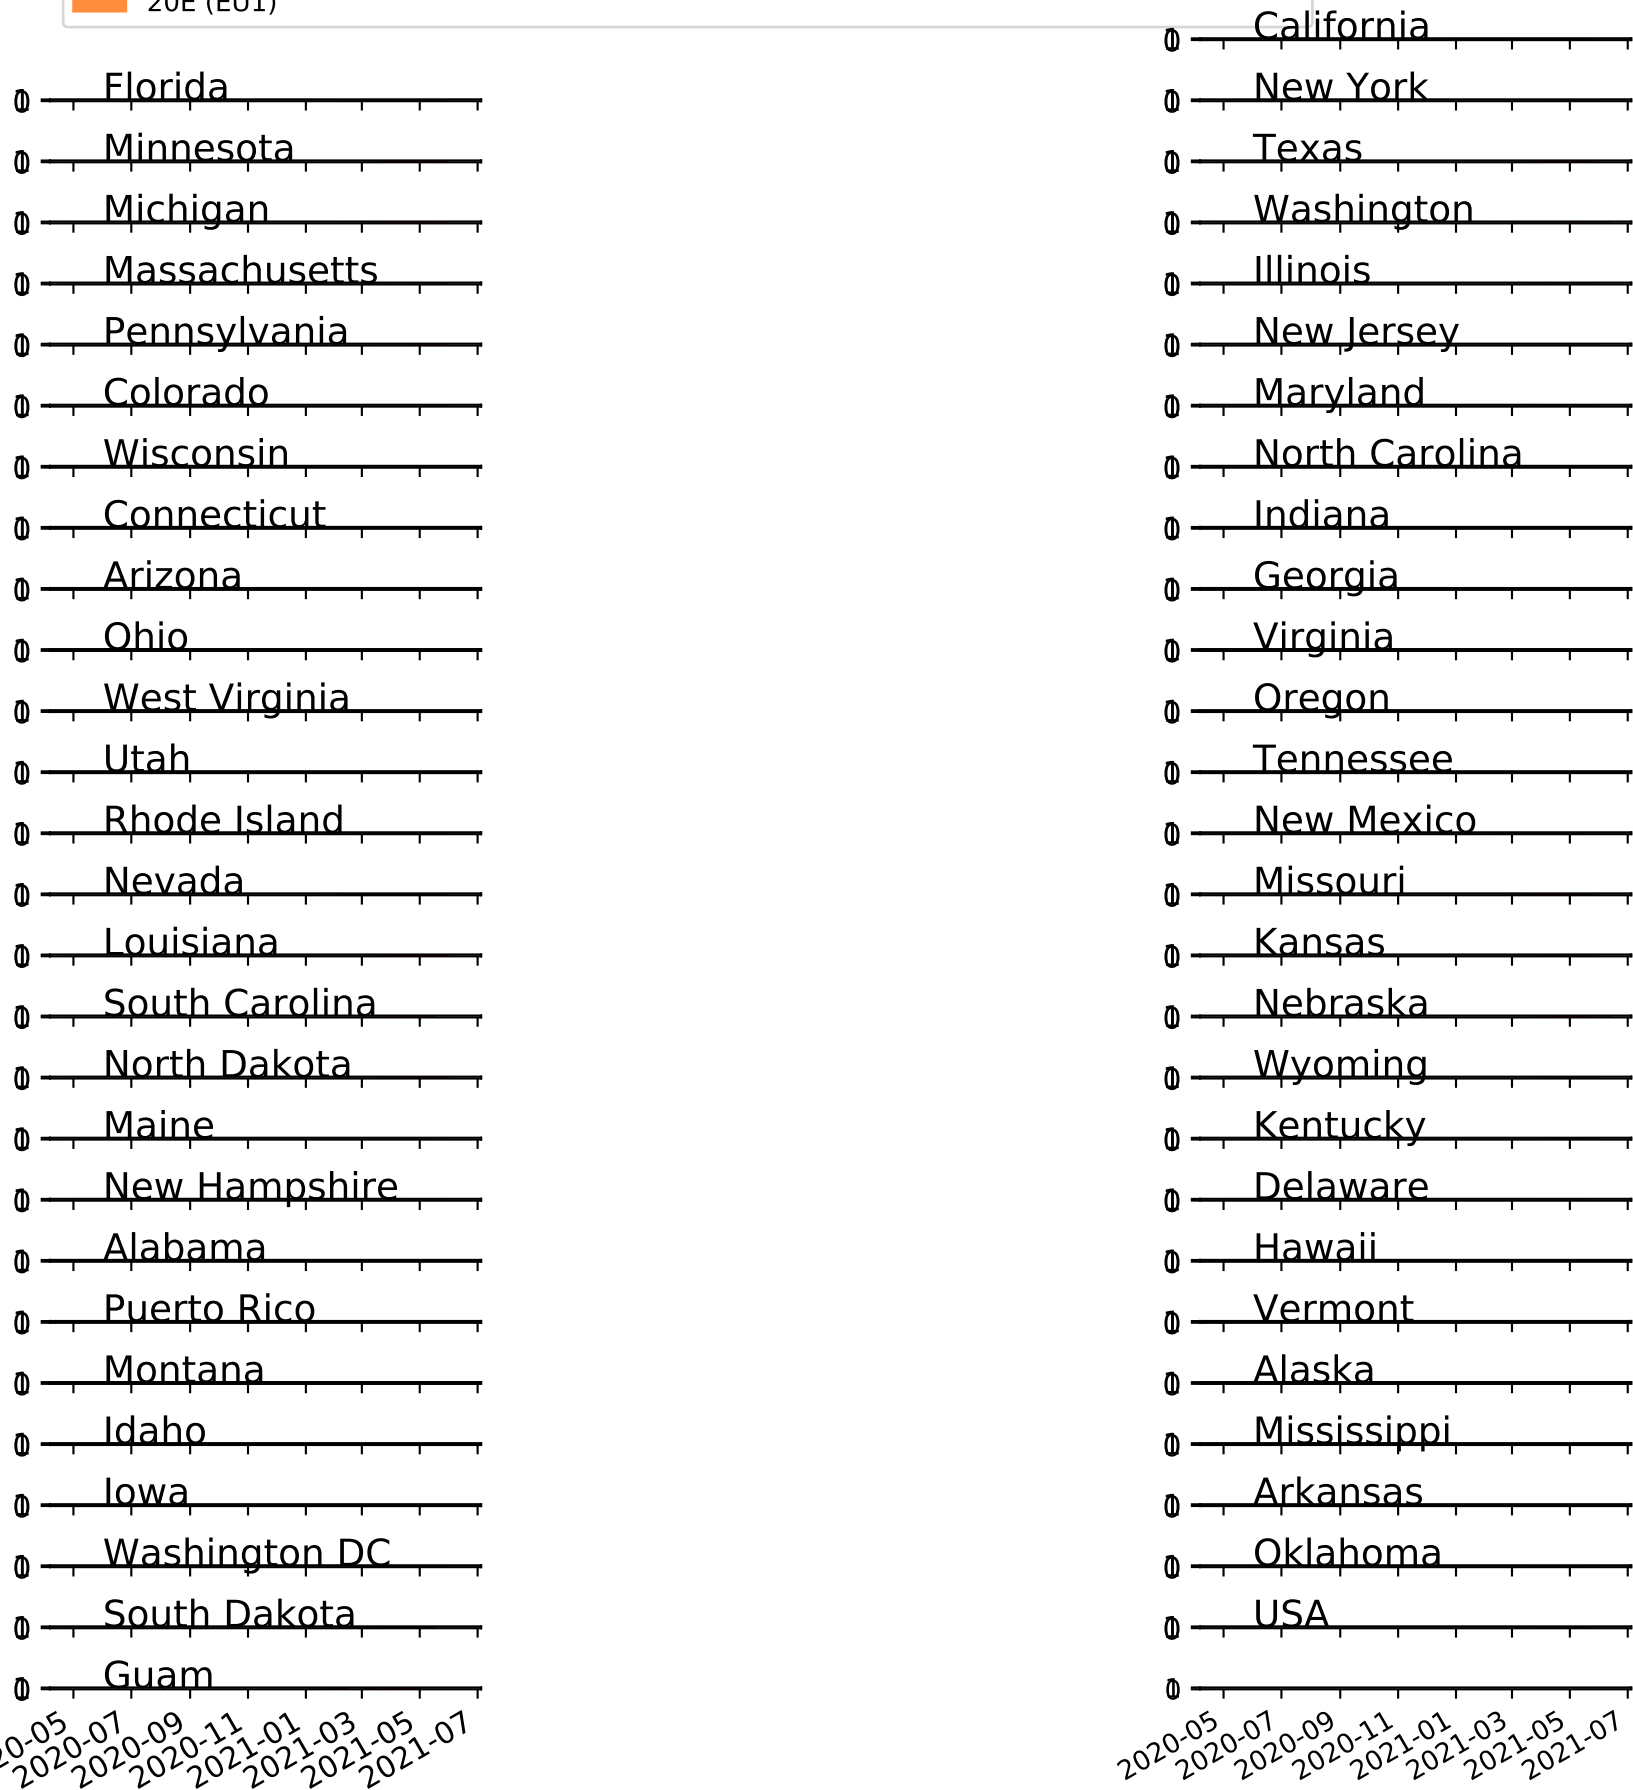 20E (EU1)
California
Florida
New York
Minnesota
Texas
Michigan
Washington
Massachusetts
Illinois
Pennsylvania
New Jersey
Colorado
Maryland
Wisconsin
North Carolina
Connecticut
Indiana
Arizona
Georgia
Ohio
Virginia
West Virginia
Oregon
Utah
Tennessee
Rhode Island
New Mexico
Nevada
Missouri
Louisiana
Kansas
South Carolina
Nebraska
North Dakota
Wyoming
Maine
Kentucky
New Hampshire
Delaware
Alabama
Hawaii
Puerto Rico
Vermont
Montana
Alaska
Idaho
Mississippi
Iowa
Arkansas
Washington DC
Oklahoma
South Dakota
USA
Guam
20-05 2020-07 2020-09 2020-11 2021-01 2021-03 2021-05 2021-07
2020-05 2020-07 2020-09 2020-11 2021-01 2021-03 2021-05 2021-07